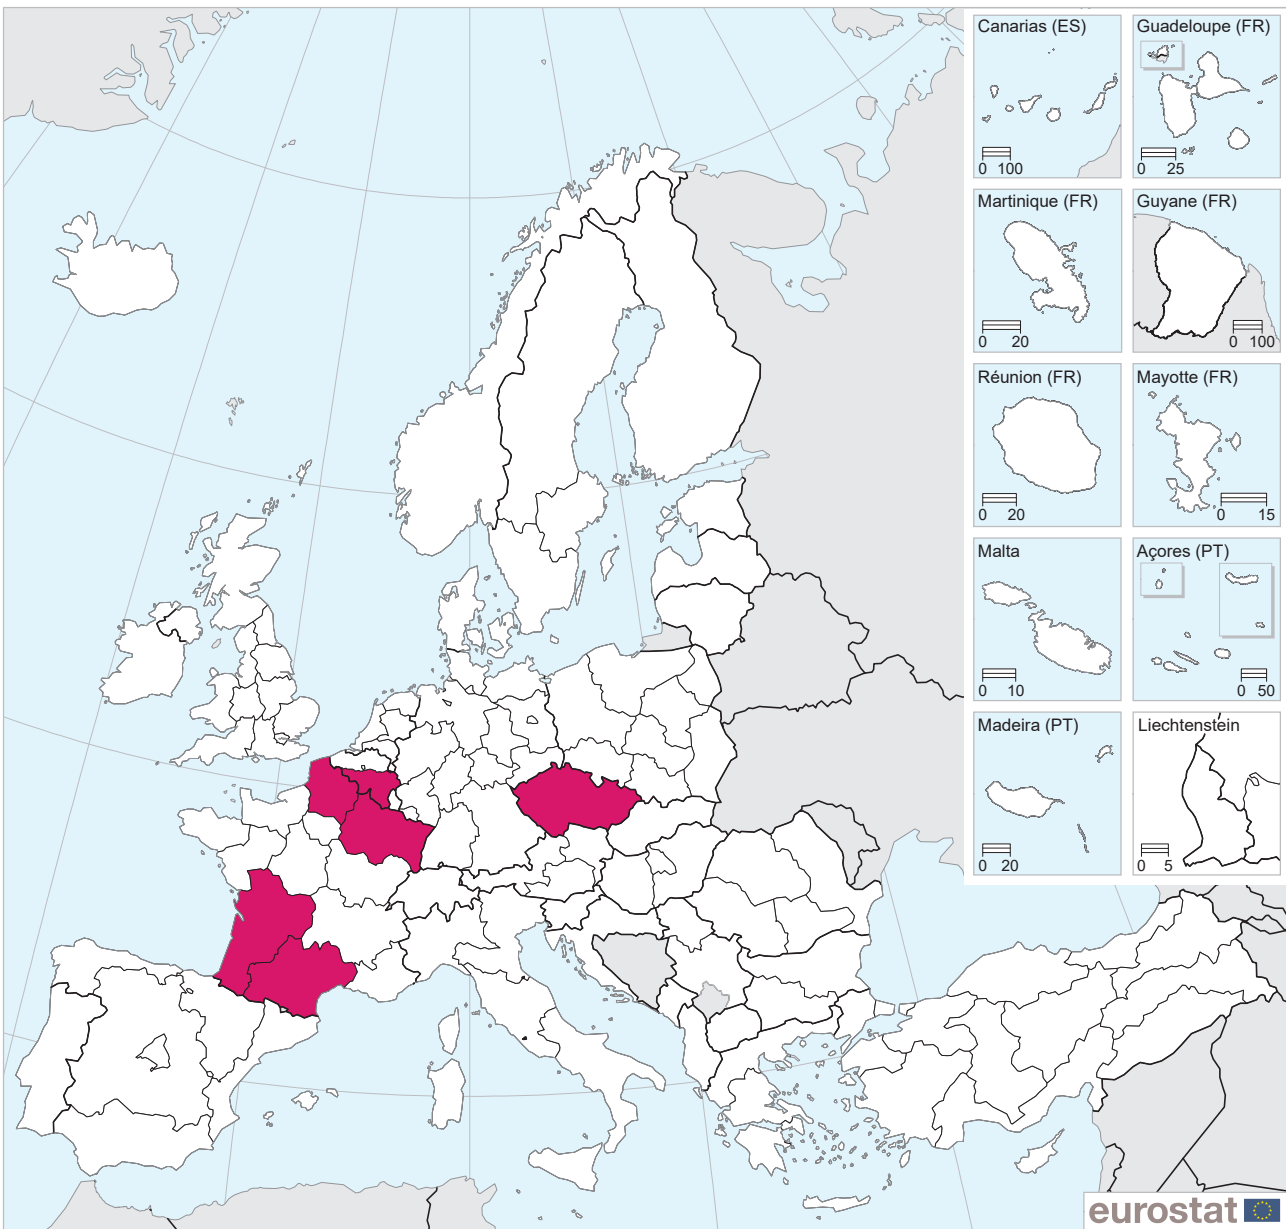 Canarias (ES)
0 100
Guadeloupe (FR)
0 25
Martinique (FR)
0 20
Guyane (FR)
0 100
Réunion (FR)
0 20
Mayotte (FR)
0 15
Malta
0 10
Açores (PT)
0 50
Madeira (PT)
0 20
Liechtenstein
0 5
eurostat